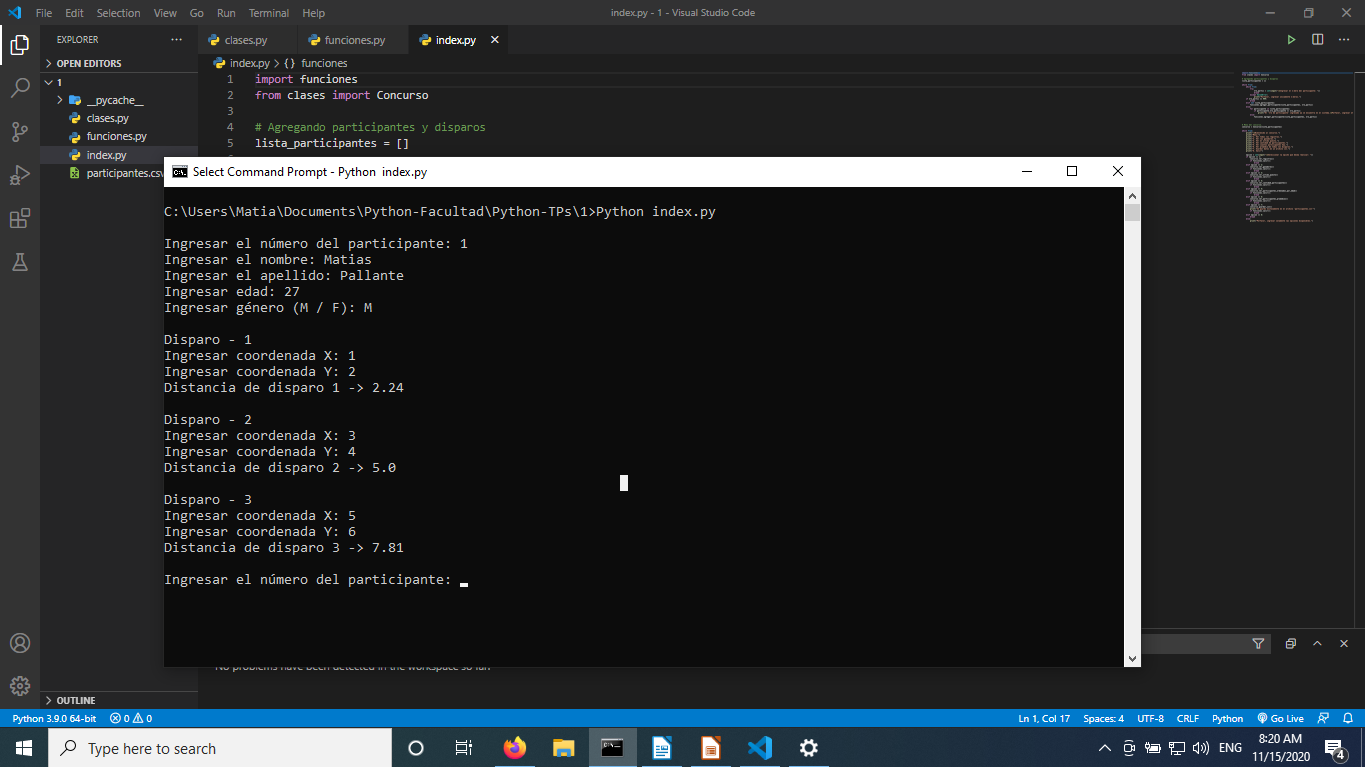 File Edit Selection View Go Run Terminal Help
index.py - 1 - Visual Studio Code
EXPLORER
OPEN EDITORS
1
__pycache__
clases.py
funciones.py
index.py
participantes.csv
OUTLINE
clases.py funciones.py index.py
index.py > {} funciones
1 import funciones
2 from clases import Concurso
3
4 # Agregando participantes y disparos
5 lista_participantes = []
Select Command Prompt - Python index.py
C:\Users\Matia\Documents\Python-Facultad\Python-TPs\1>Python index.py
Ingresar el número del participante: 1
Ingresar el nombre: Matias
Ingresar el apellido: Pallante
Ingresar edad: 27
Ingresar género (M / F): M
Disparo - 1
Ingresar coordenada X: 1
Ingresar coordenada Y: 2
Distancia de disparo 1 -> 2.24
Disparo - 2
Ingresar coordenada X: 3
Ingresar coordenada Y: 4
Distancia de disparo 2 -> 5.0
Disparo - 3
Ingresar coordenada X: 5
Ingresar coordenada Y: 6
Distancia de disparo 3 -> 7.81
Ingresar el número del participante:
No problems have been detected in the workspace so far.
Python 3.9.0 64-bit 0 0
Ln 1, Col 17 Spaces: 4 UTF-8 CRLF Python Go Live
Type here to search
ENG
8:20 AM
11/15/2020
4